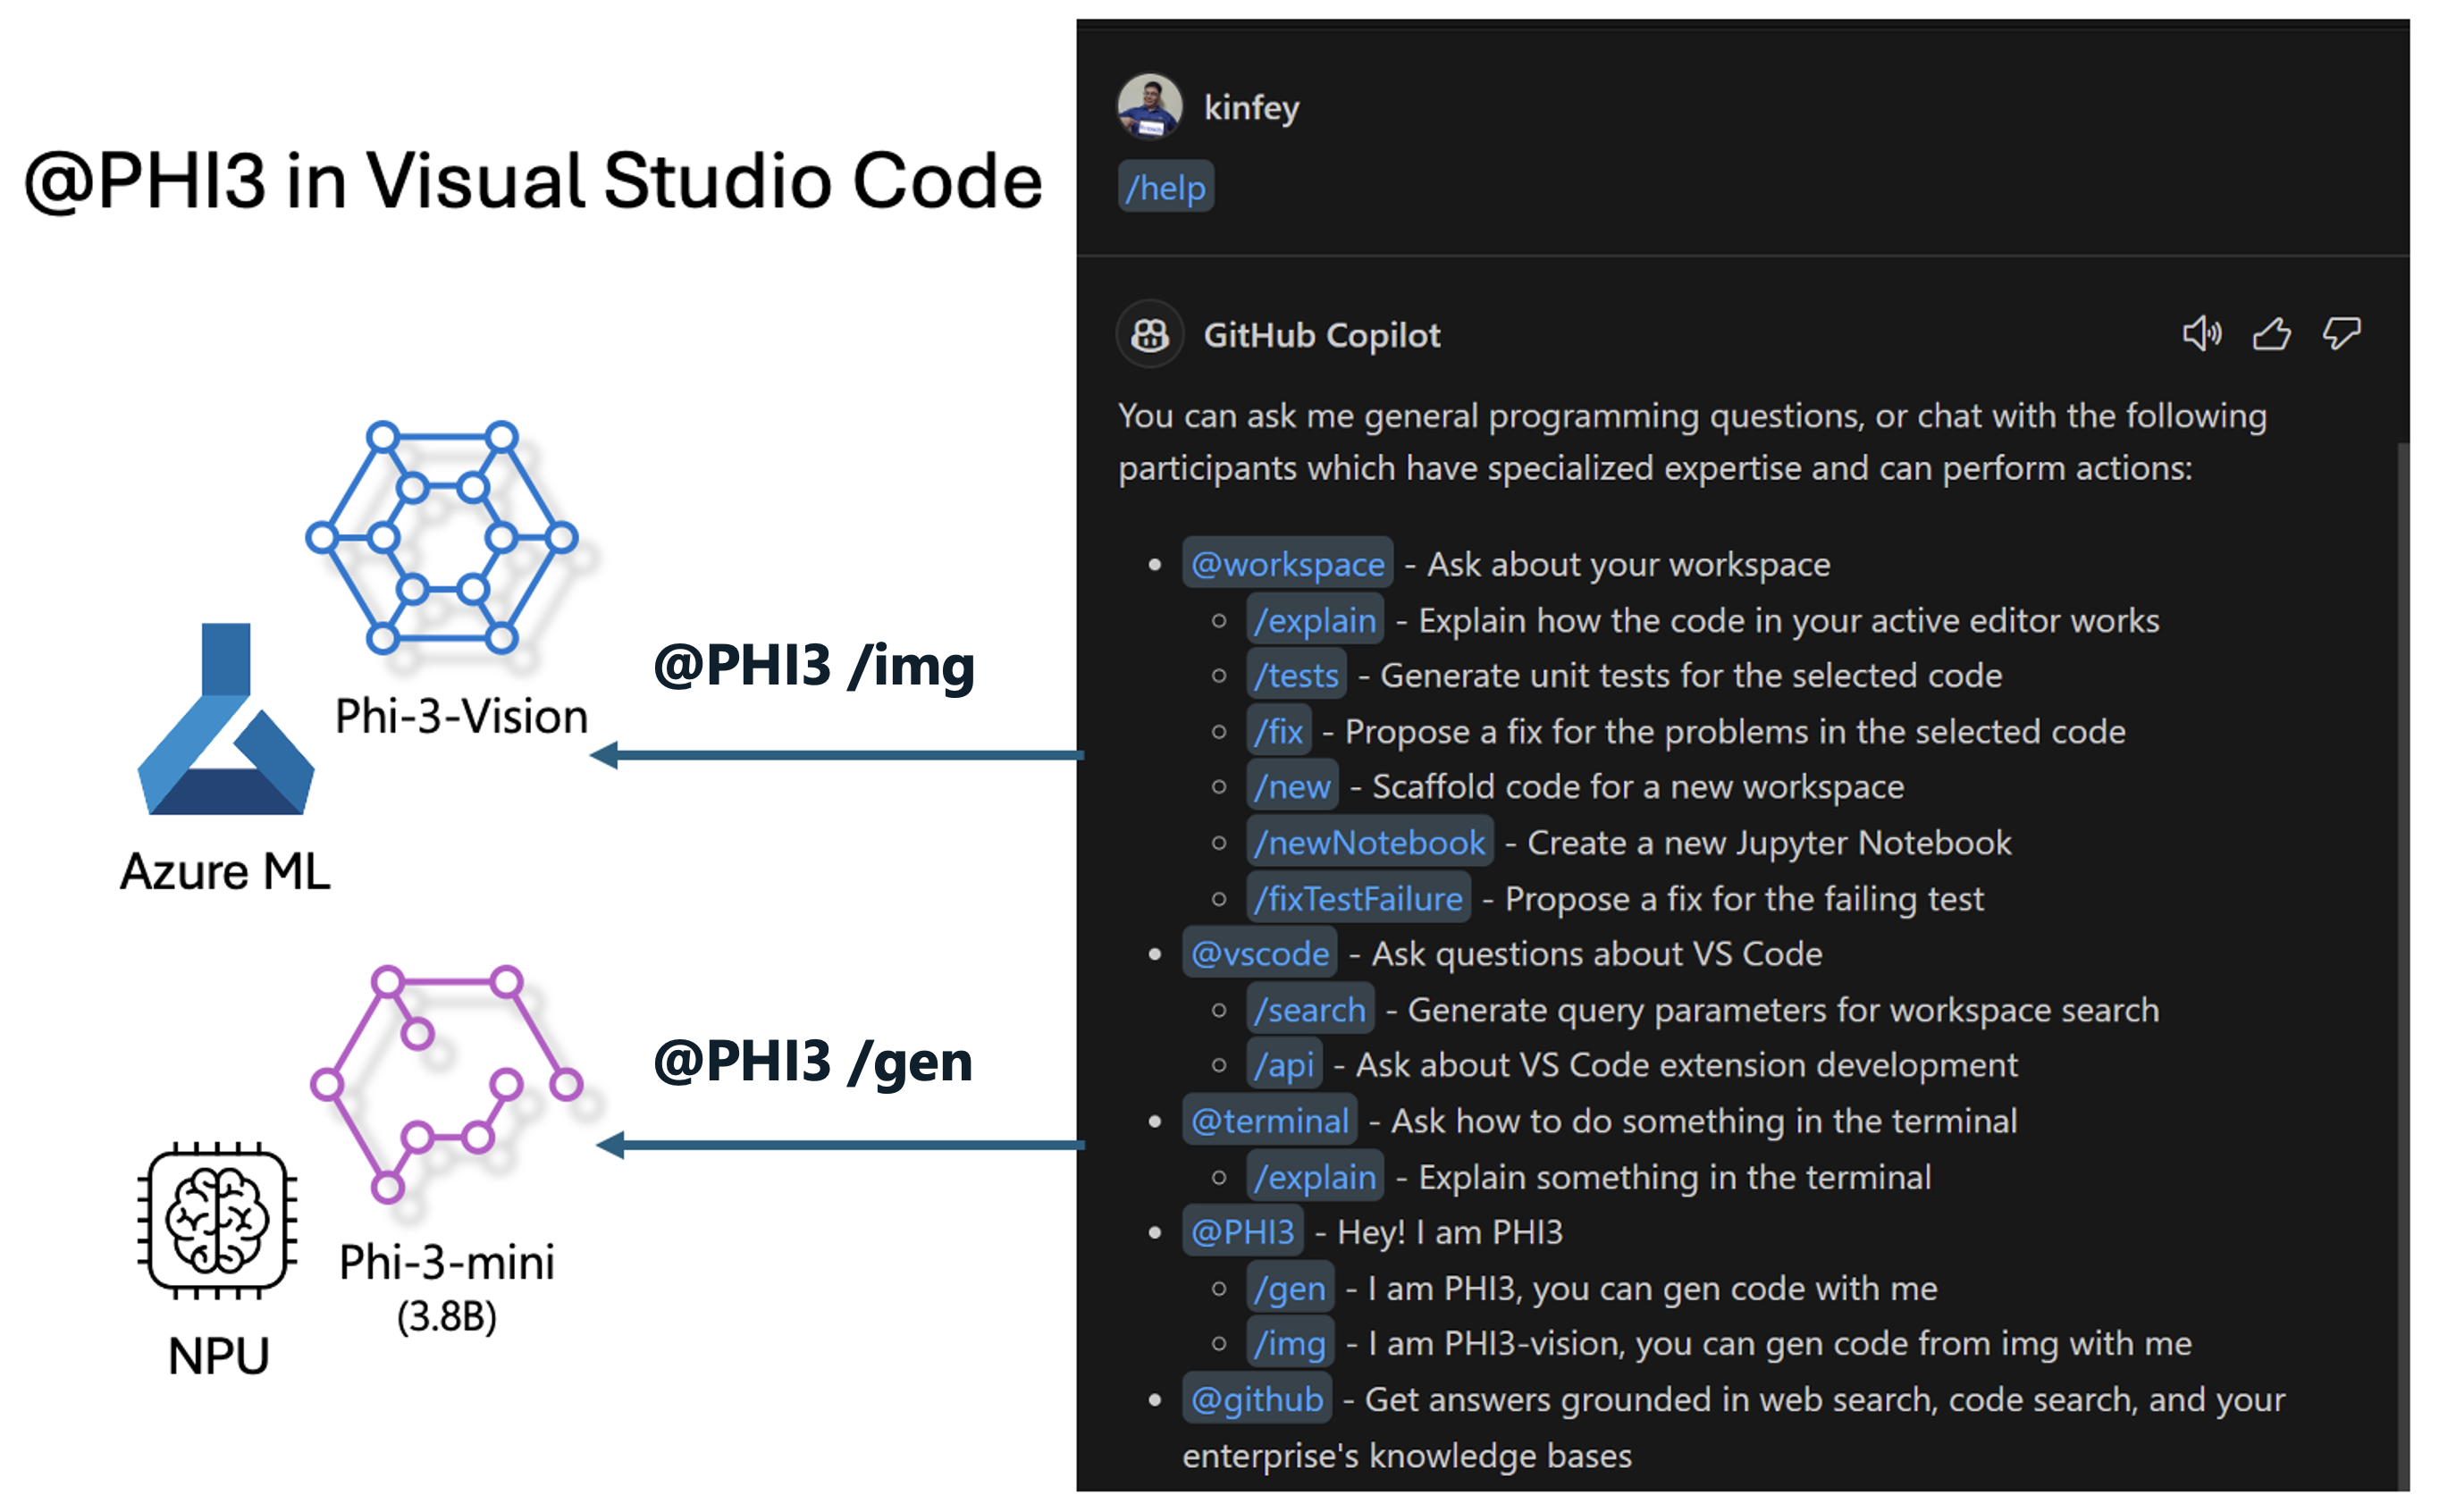 @PHI3 in Visual Studio Code
Phi-3-Vision
Azure ML
@PHI3 /img
Phi-3-mini
(3.8B)
NPU
@PHI3 /gen
kinfey
/help
GitHub Copilot
You can ask me general programming questions, or chat with the following
participants which have specialized expertise and can perform actions:
@workspace - Ask about your workspace
/explain - Explain how the code in your active editor works
/tests - Generate unit tests for the selected code
/fix - Propose a fix for the problems in the selected code
/new - Scaffold code for a new workspace
/newNotebook - Create a new Jupyter Notebook
/fixTestFailure - Propose a fix for the failing test
@vscode - Ask questions about VS Code
/search - Generate query parameters for workspace search
/api - Ask about VS Code extension development
@terminal - Ask how to do something in the terminal
/explain - Explain something in the terminal
@PHI3 - Hey! I am PHI3
/gen - I am PHI3, you can gen code with me
/img - I am PHI3-vision, you can gen code from img with me
@github - Get answers grounded in web search, code search, and your
enterprise's knowledge bases